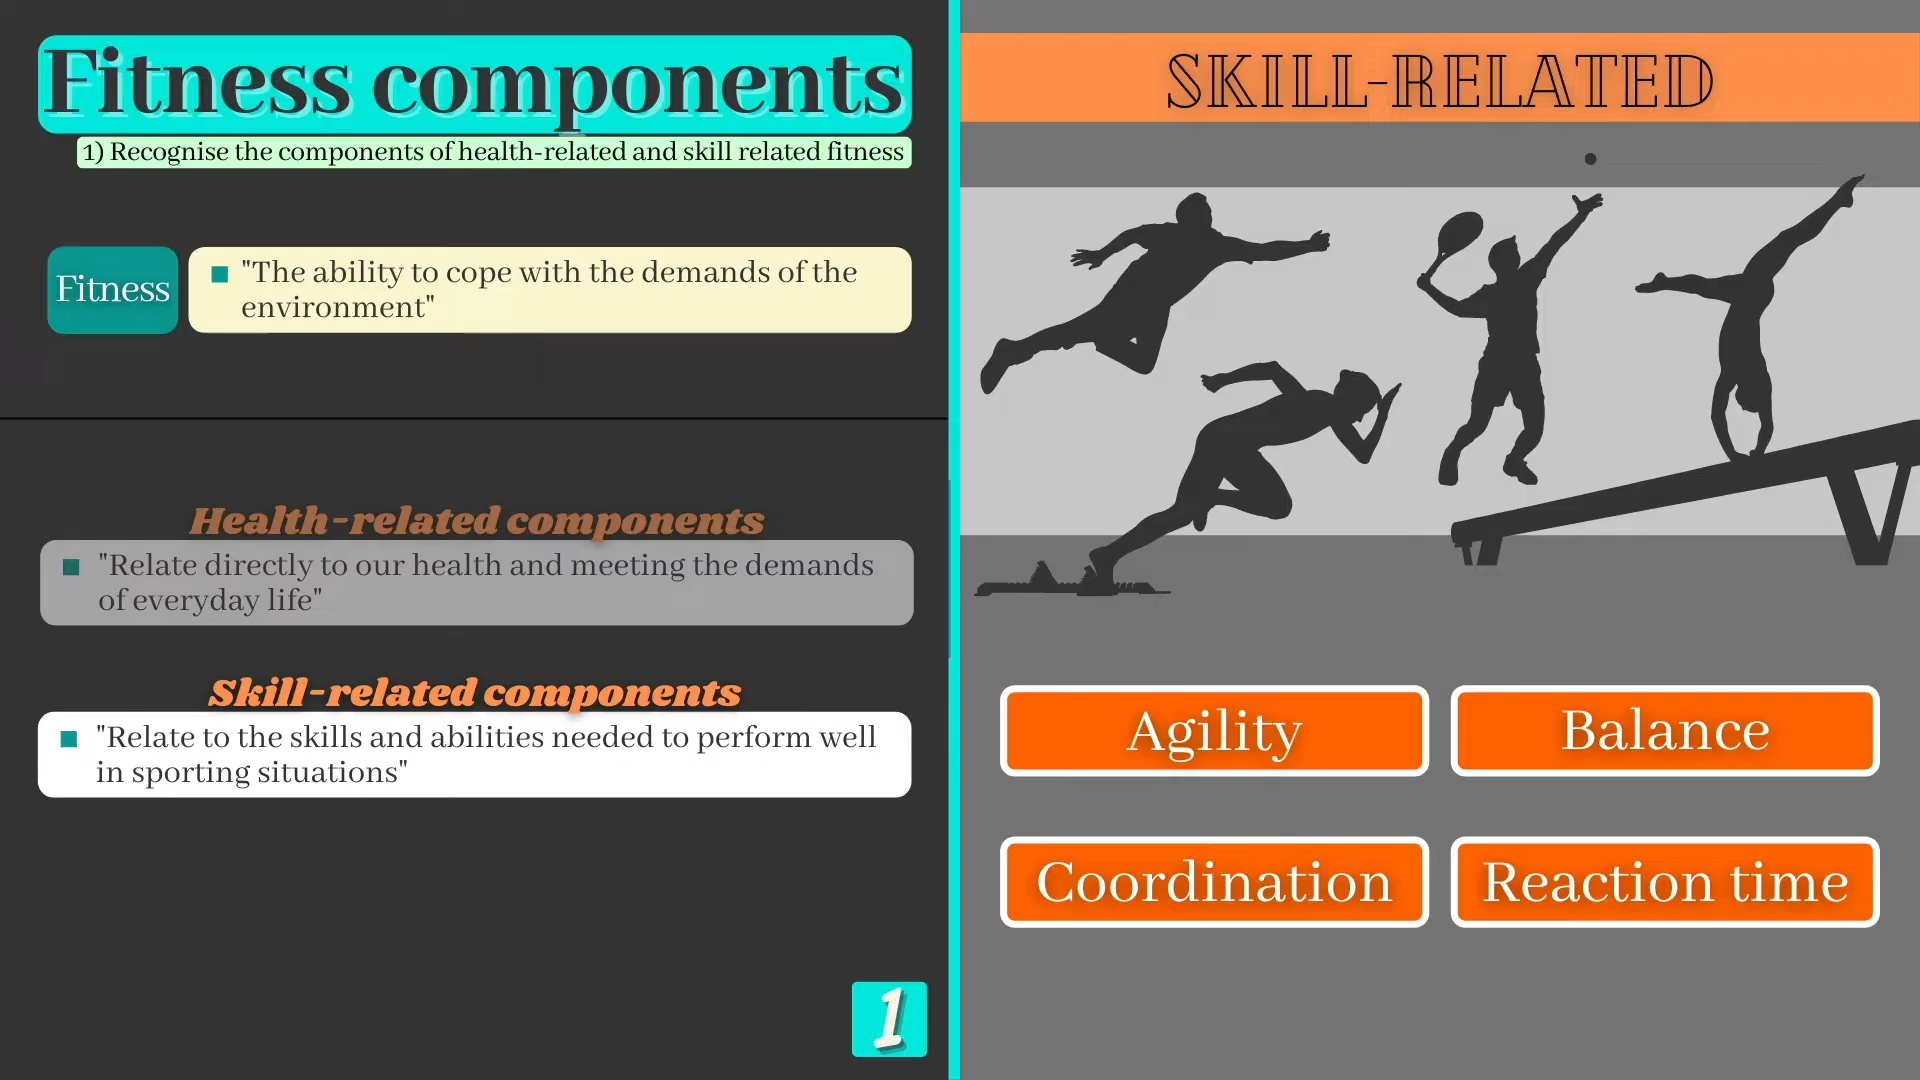 Fitness components
1) Recognise the components of health-related and skill related fitness
Fitness
"The ability to cope with the demands of the
environment"
Health-related components
"Relate directly to our health and meeting the demands
of everyday life"
Skill-related components
"Relate to the skills and abilities needed to perform well
in sporting situations"
1
SKILL-RELATED
Agility
Balance
Coordination
Reaction time